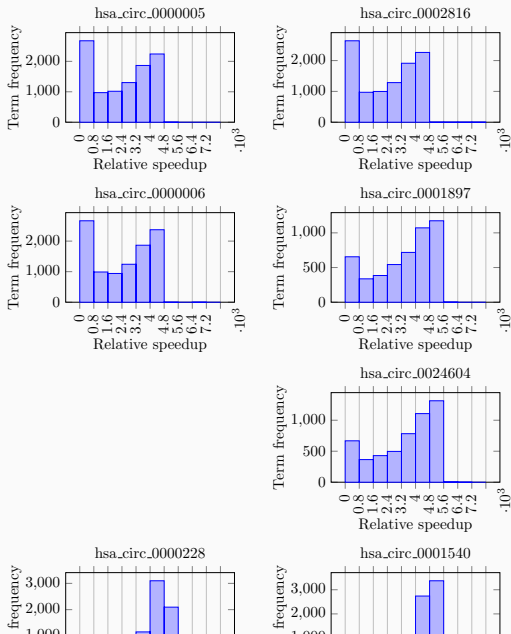 hsa_circ_0000005
Term frequency
2,000
1,000
0
0 0.8 1.6 2.4 3.2 4 4.8 5.6 6.4 7.2
·10³
Relative speedup
hsa_circ_0002816
Term frequency
2,000
1,000
0
0 0.8 1.6 2.4 3.2 4 4.8 5.6 6.4 7.2
·10³
Relative speedup
hsa_circ_0000006
Term frequency
2,000
1,000
0
0 0.8 1.6 2.4 3.2 4 4.8 5.6 6.4 7.2
·10³
Relative speedup
hsa_circ_0001897
Term frequency
1,000
500
0
0 0.8 1.6 2.4 3.2 4 4.8 5.6 6.4 7.2
·10³
Relative speedup
hsa_circ_0024604
Term frequency
1,000
500
0
0 0.8 1.6 2.4 3.2 4 4.8 5.6 6.4 7.2
·10³
Relative speedup
hsa_circ_0000228
frequency
3,000
2,000
1,000
hsa_circ_0001540
frequency
3,000
2,000
1,000